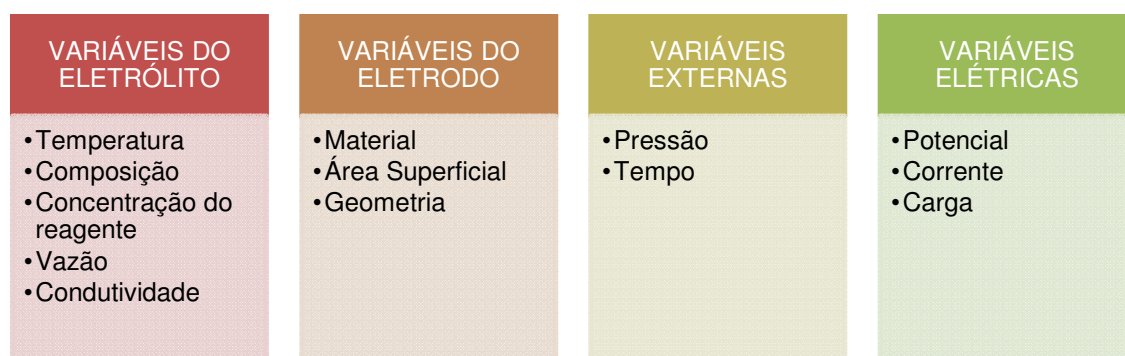 VARIÁVEIS DO
ELETRÓLITO
•Temperatura
•Composição
•Concentração do
reagente
•Vazão
•Condutividade
VARIÁVEIS DO
ELETRODO
•Material
•Área Superficial
•Geometria
VARIÁVEIS
EXTERNAS
•Pressão
•Tempo
VARIÁVEIS
ELÉTRICAS
•Potencial
•Corrente
•Carga